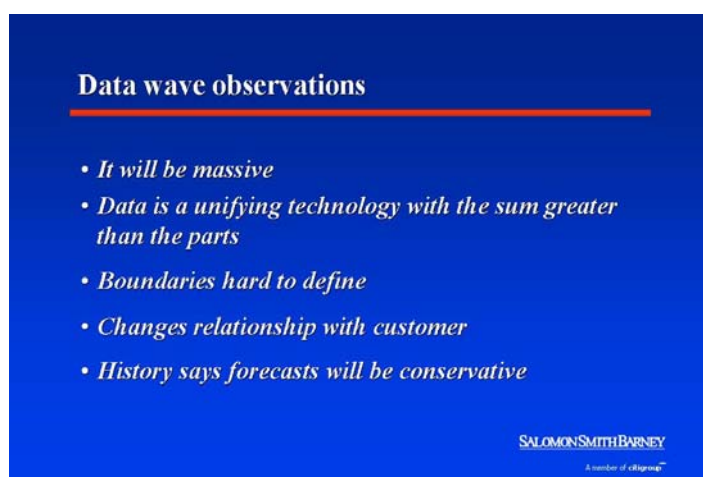 Data wave observations
• It will be massive
• Data is a unifying technology with the sum greater
than the parts
• Boundaries hard to define
• Changes relationship with customer
• History says forecasts will be conservative
SALOMON SMITH BARNEY
A member of citigroup